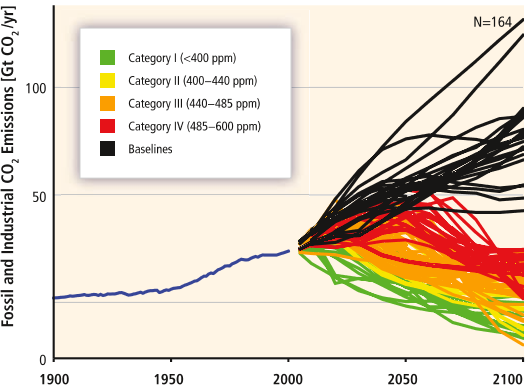 Fossil and Industrial CO₂ Emissions [Gt CO₂/yr]
N=164
Category I (<400 ppm)
Category II (400–440 ppm)
Category III (440–485 ppm)
Category IV (485–600 ppm)
Baselines
100
50
0
1900 1950 2000 2050 2100